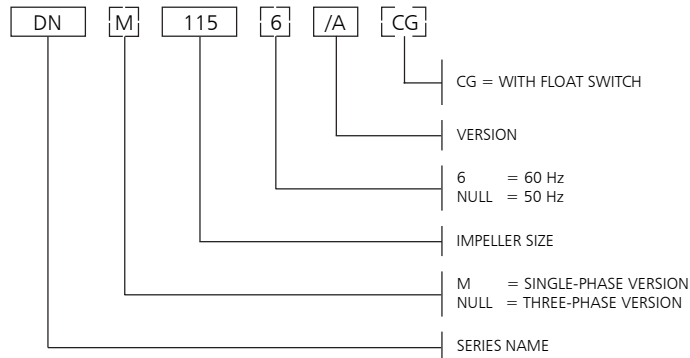 DN M 115 6 /A CG
CG = WITH FLOAT SWITCH
VERSION
6 = 60 Hz
NULL = 50 Hz
IMPELLER SIZE
M = SINGLE-PHASE VERSION
NULL = THREE-PHASE VERSION
SERIES NAME